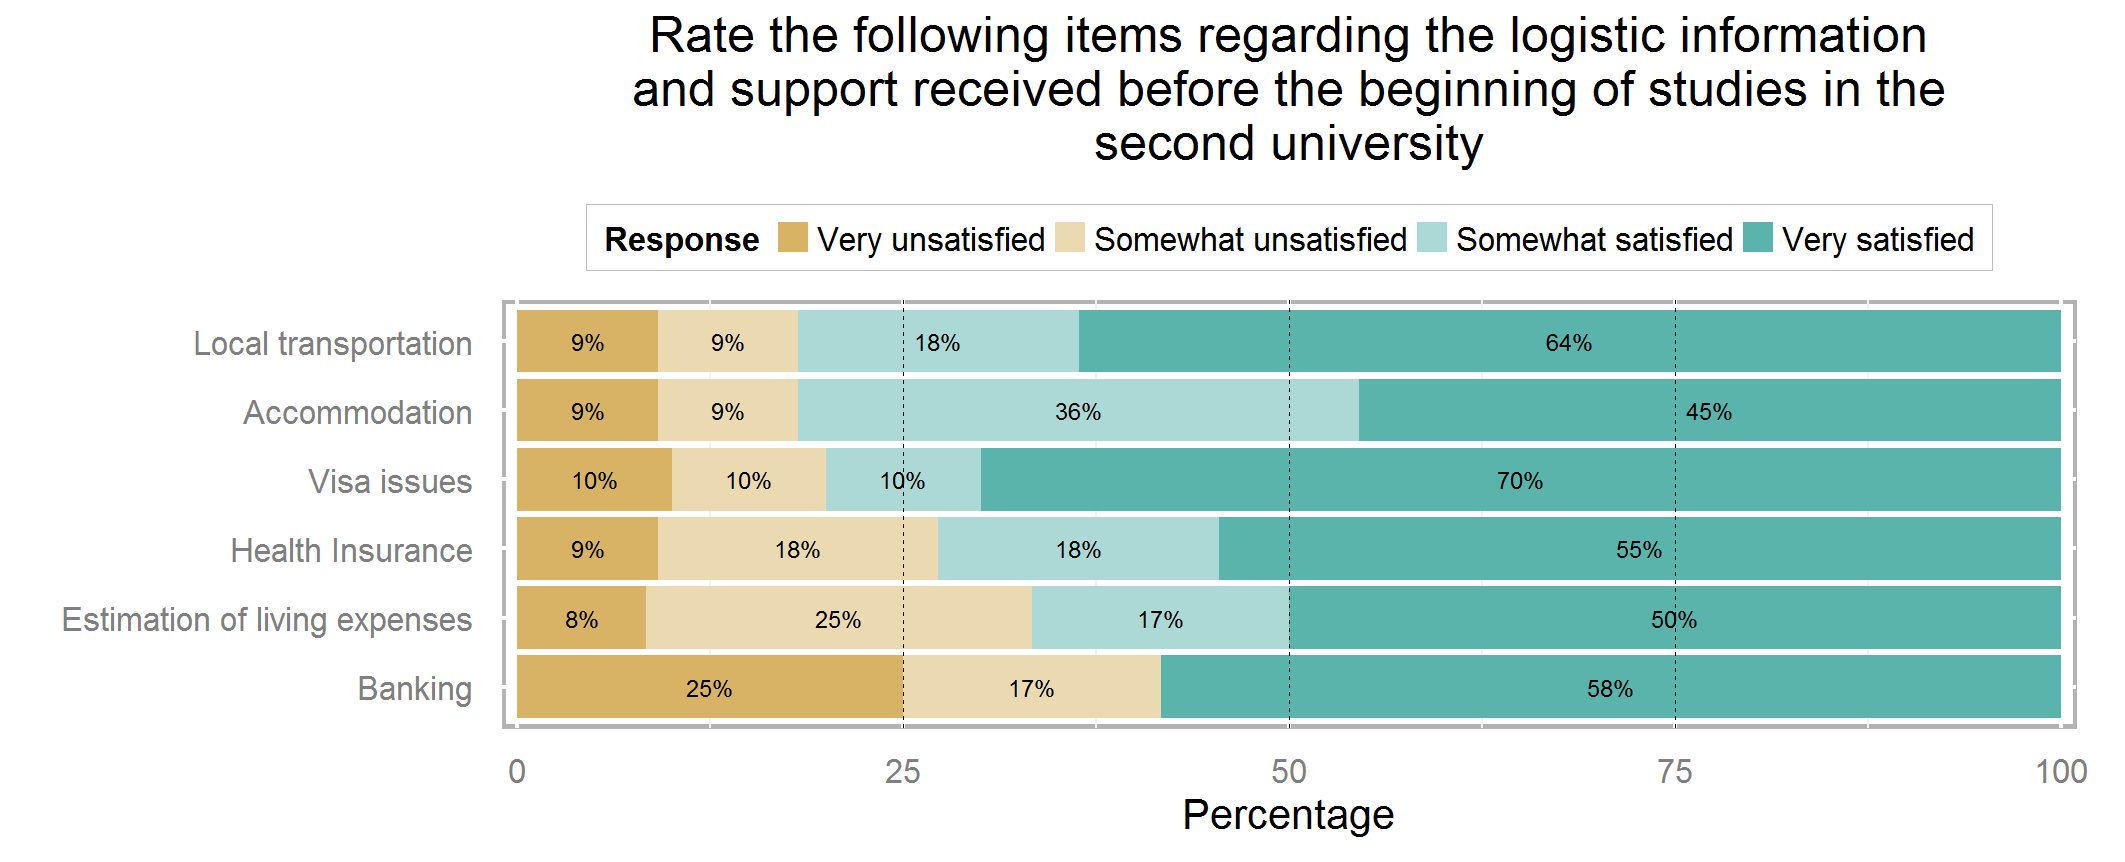 Rate the following items regarding the logistic information
and support received before the beginning of studies in the
second university
Response Very unsatisfied Somewhat unsatisfied Somewhat satisfied Very satisfied
Local transportation 9% 9% 18% 64%
Accommodation 9% 9% 36% 45%
Visa issues 10% 10% 10% 70%
Health Insurance 9% 18% 18% 55%
Estimation of living expenses 8% 25% 17% 50%
Banking 25% 17% 58%
0 25 50 75 100
Percentage